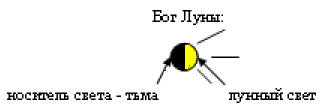 Бог Луны:
носитель света - тьма
лунный свет